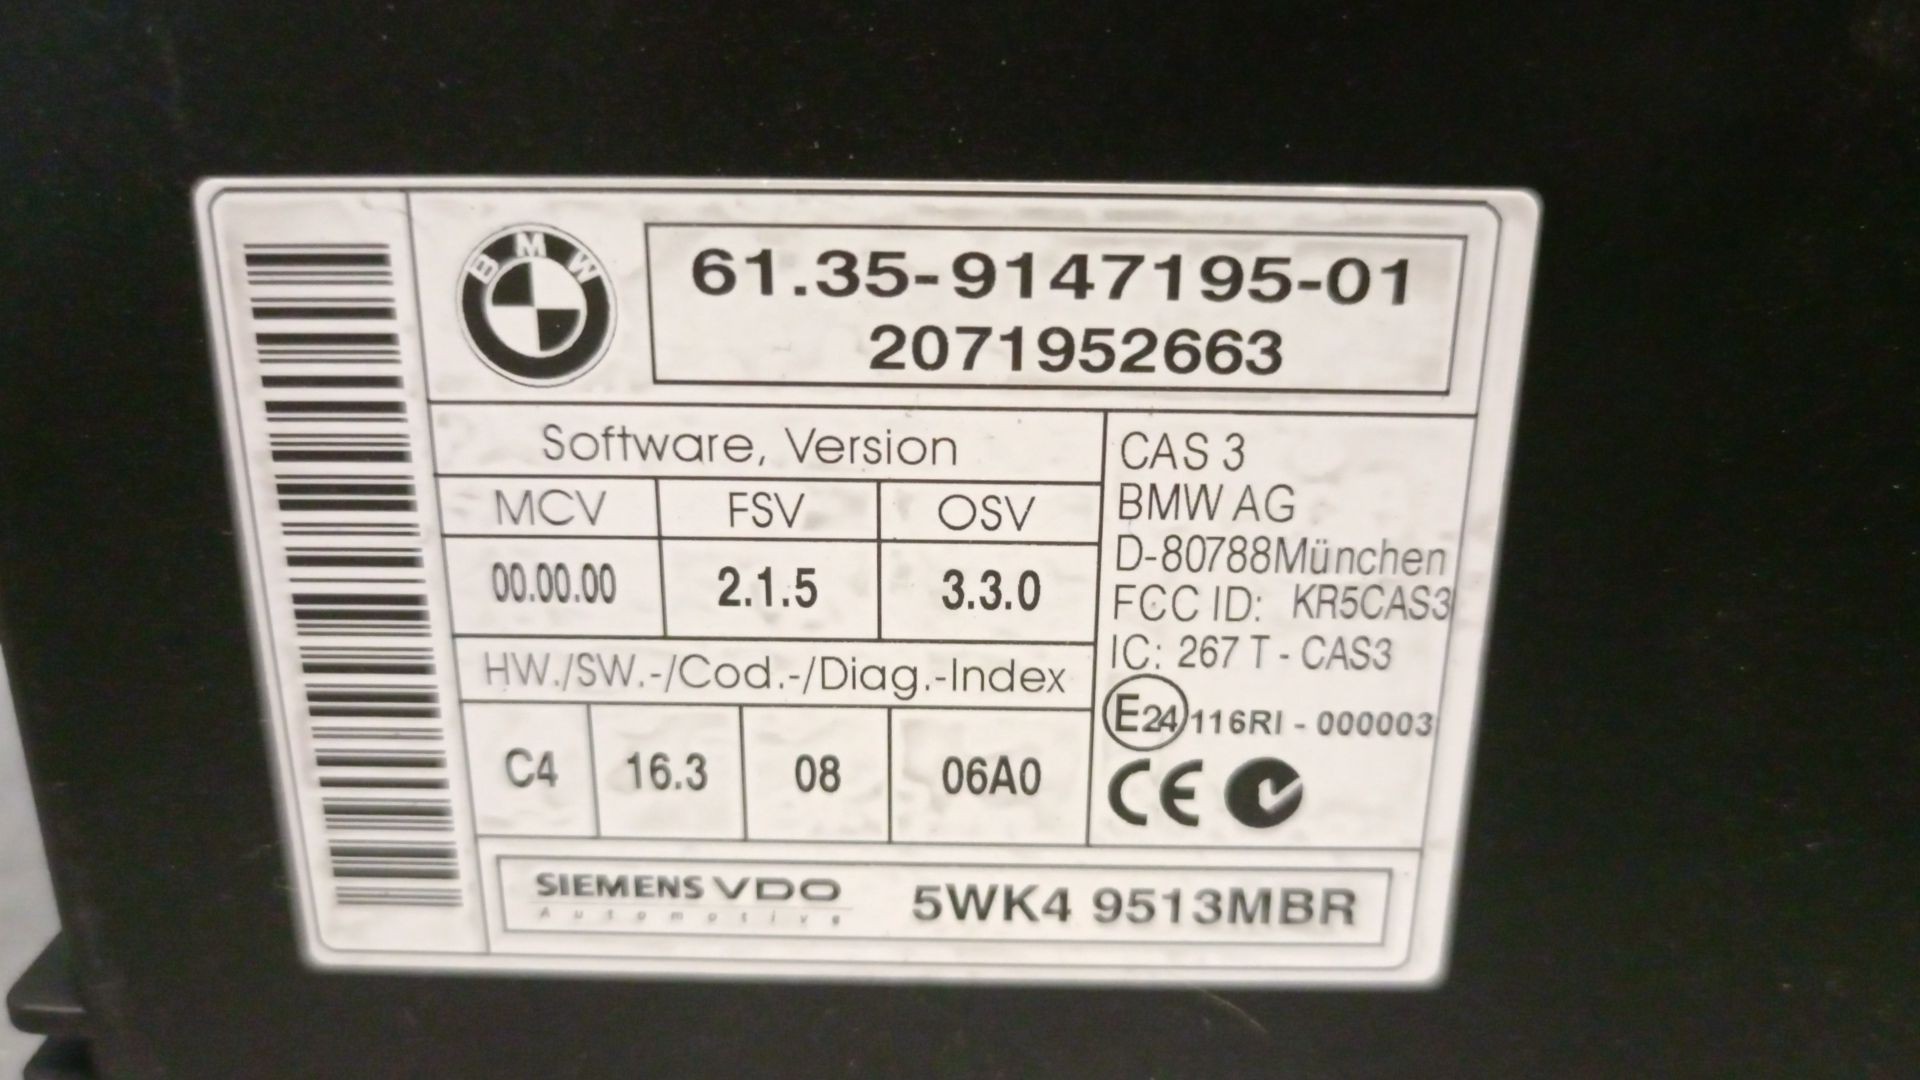 BMW
61.35-9147195-01
2071952663
Software, Version
MCV FSV OSV
00.00.00 2.1.5 3.3.0
HW./SW.-/Cod.-/Diag.-Index
C4 16.3 08 06A0
CAS 3
BMW AG
D-80788München
FCC ID: KR5CAS3
IC: 267 T - CAS3
E24 116RI - 000003
CE
SIEMENS VDO
Automotive
5WK4 9513MBR